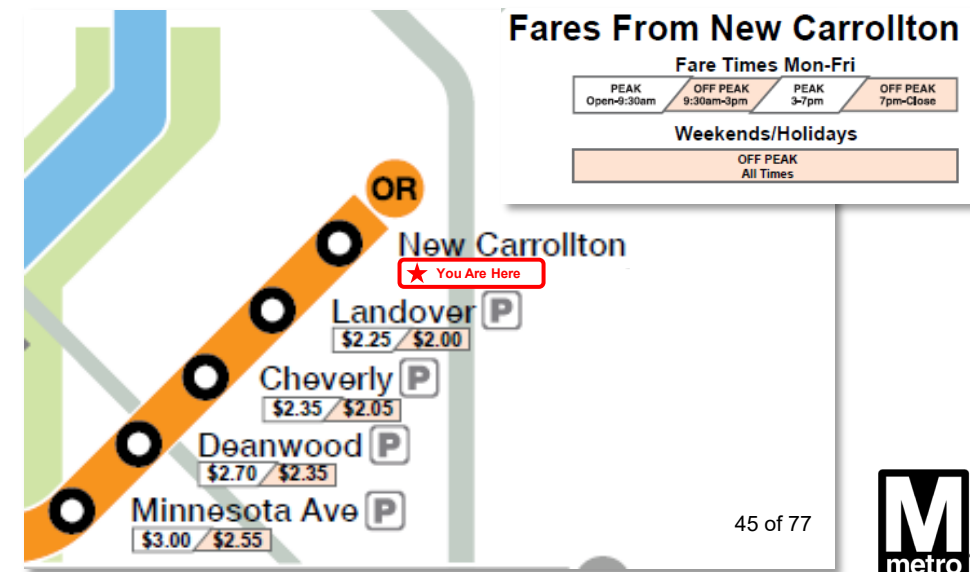 Fares From New Carrollton
Fare Times Mon-Fri
PEAK
Open-9:30am
OFF PEAK
9:30am-3pm
PEAK
3-7pm
OFF PEAK
7pm-Close
Weekends/Holidays
OFF PEAK
All Times
OR
New Carrollton
You Are Here
Landover P
$2.25 $2.00
Cheverly P
$2.35 $2.05
Deanwood P
$2.70 $2.35
Minnesota Ave P
$3.00 $2.55
45 of 77
M
metro